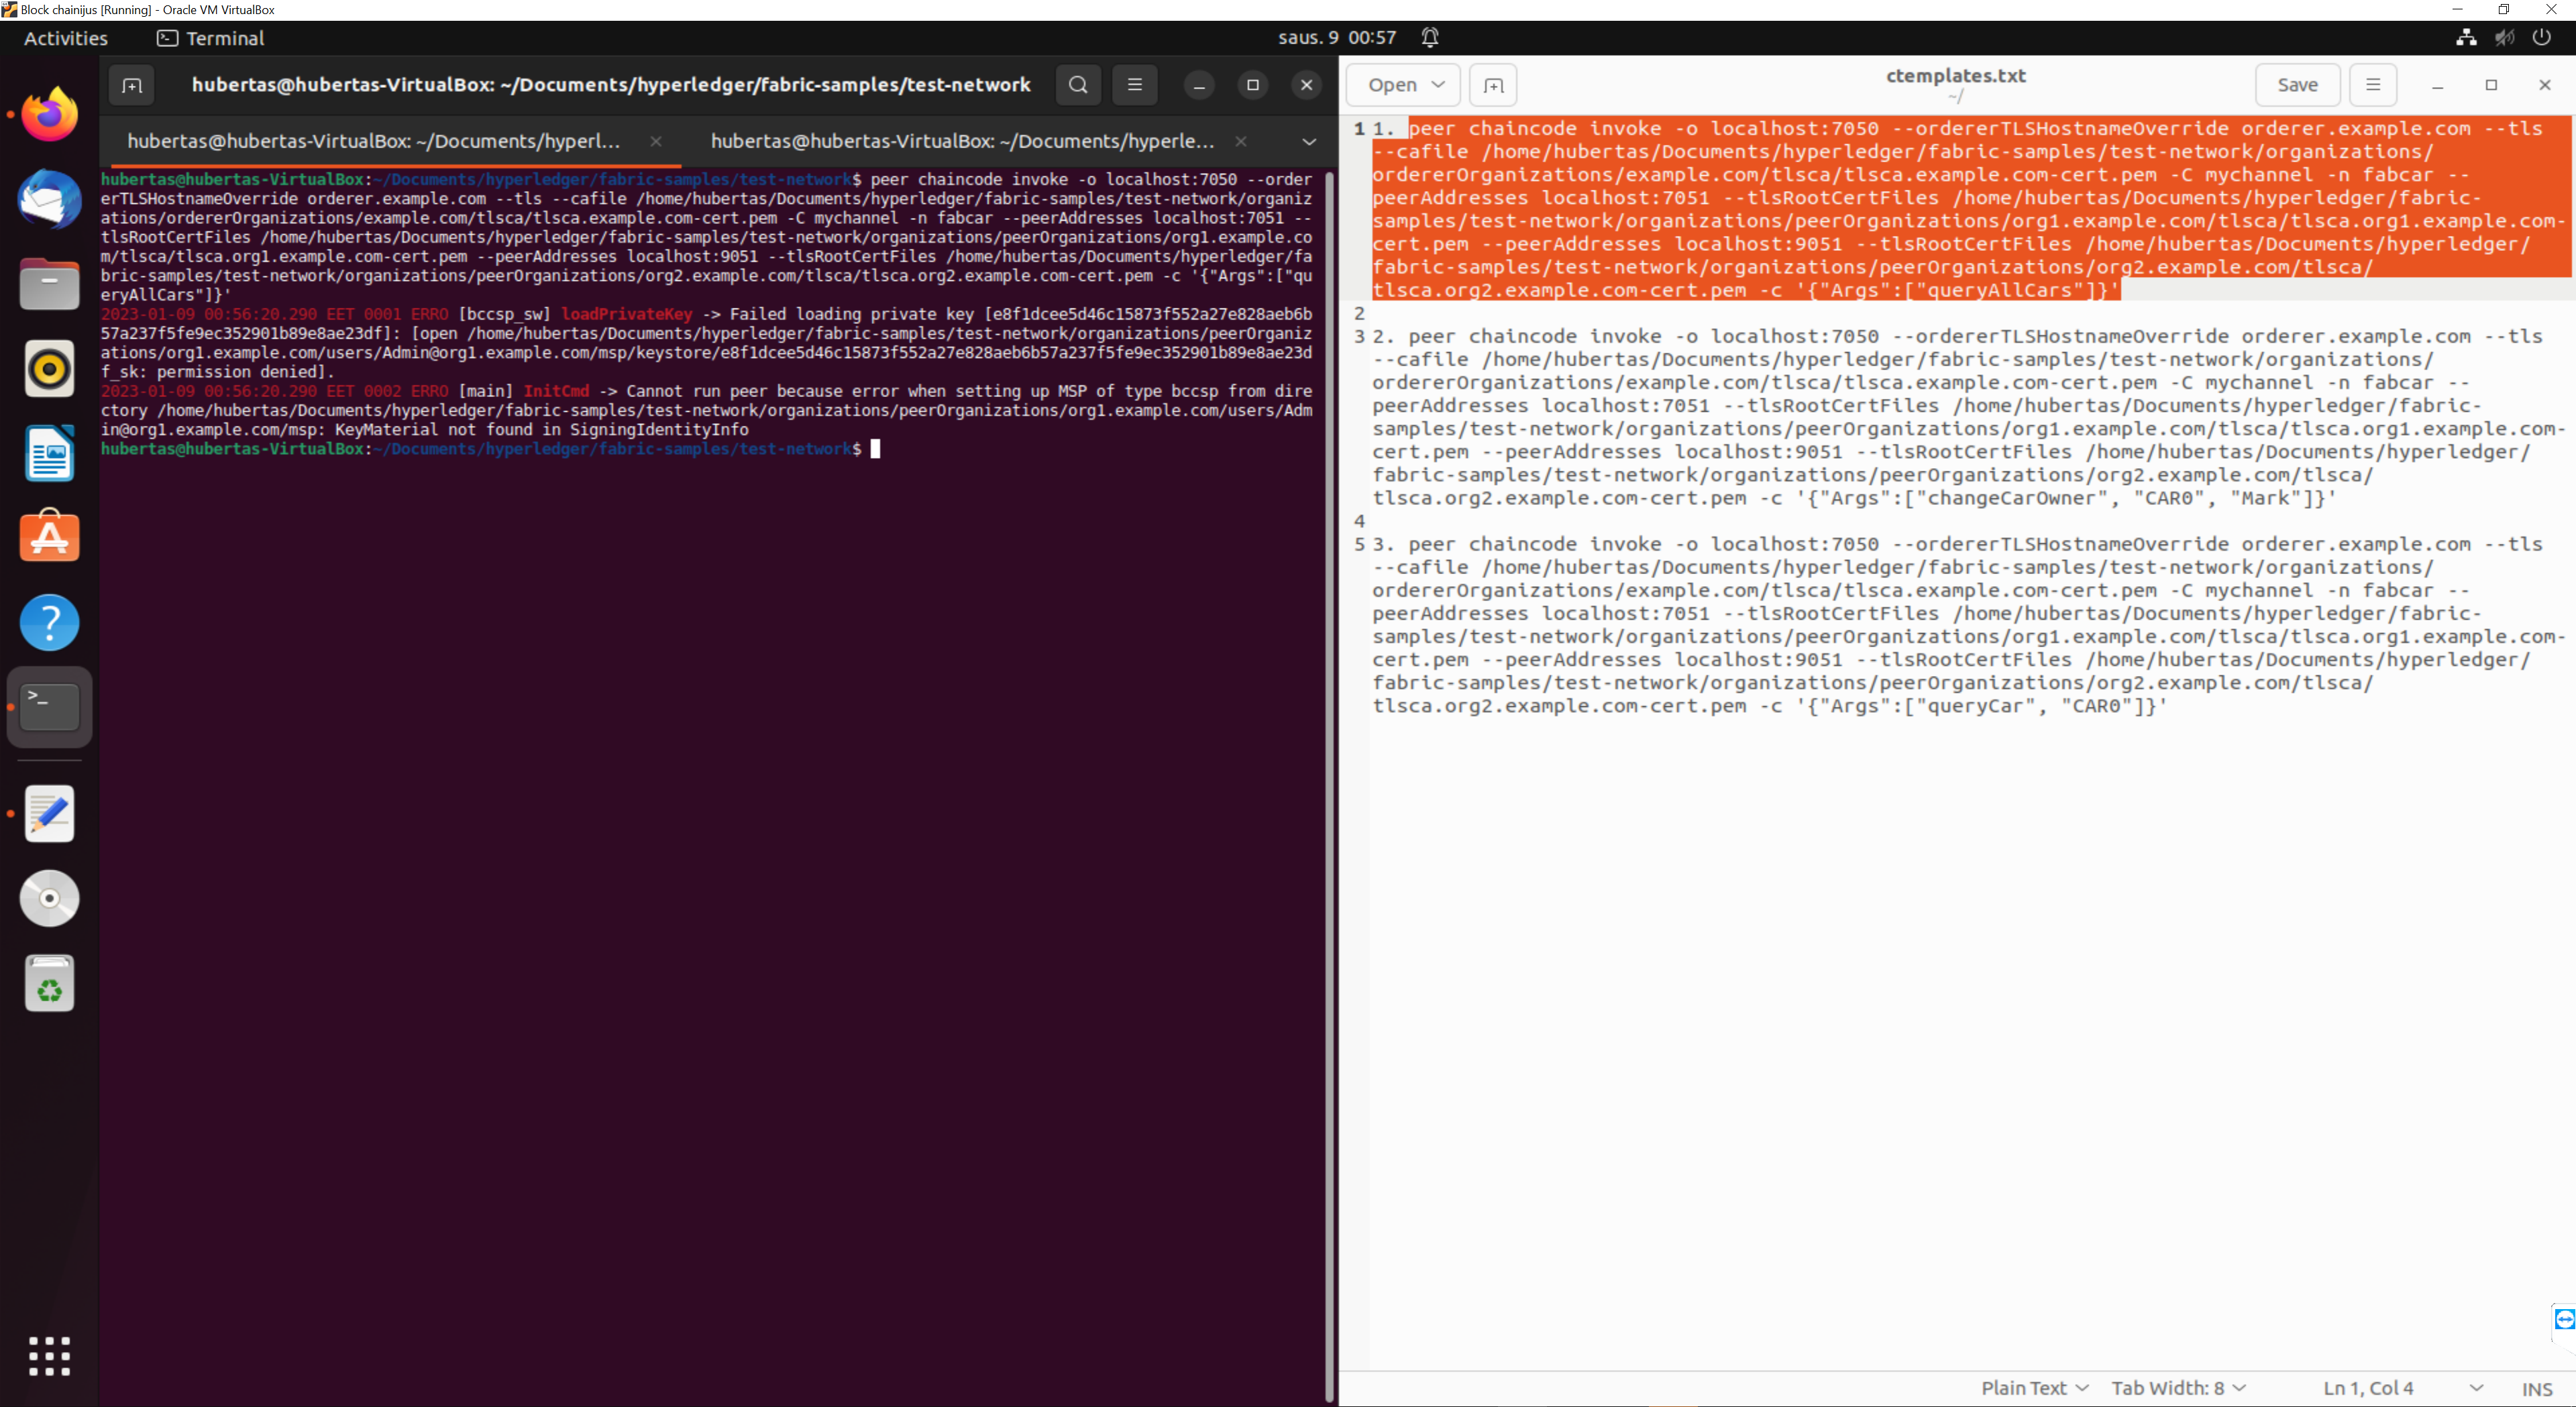 Block chainijus [Running] - Oracle VM VirtualBox
Activities
Terminal
saus. 9 00:57
hubertas@hubertas-VirtualBox: ~/Documents/hyperledger/fabric-samples/test-network
hubertas@hubertas-VirtualBox: ~/Documents/hyperl...
hubertas@hubertas-VirtualBox: ~/Documents/hyperle...
hubertas@hubertas-VirtualBox:~/Documents/hyperledger/fabric-samples/test-network$ peer chaincode invoke -o localhost:7050 --order
erTLSHostnameOverride orderer.example.com --tls --cafile /home/hubertas/Documents/hyperledger/fabric-samples/test-network/organiz
ations/ordererOrganizations/example.com/tlsca/tlsca.example.com-cert.pem -C mychannel -n fabcar --peerAddresses localhost:7051 --
tlsRootCertFiles /home/hubertas/Documents/hyperledger/fabric-samples/test-network/organizations/peerOrganizations/org1.example.co
m/tlsca/tlsca.org1.example.com-cert.pem --peerAddresses localhost:9051 --tlsRootCertFiles /home/hubertas/Documents/hyperledger/fa
bric-samples/test-network/organizations/peerOrganizations/org2.example.com/tlsca/tlsca.org2.example.com-cert.pem -c '{"Args":["qu
eryAllCars"]}'
2023-01-09 00:56:20.290 EET 0001 ERRO [bccsp_sw] loadPrivateKey -> Failed loading private key [e8f1dcee5d46c15873f552a27e828aeb6b
57a237f5fe9ec352901b89e8ae23df]: [open /home/hubertas/Documents/hyperledger/fabric-samples/test-network/organizations/peerOrganiz
ations/org1.example.com/users/Admin@org1.example.com/msp/keystore/e8f1dcee5d46c15873f552a27e828aeb6b57a237f5fe9ec352901b89e8ae23d
f_sk: permission denied].
2023-01-09 00:56:20.290 EET 0002 ERRO [main] InitCmd -> Cannot run peer because error when setting up MSP of type bccsp from dire
ctory /home/hubertas/Documents/hyperledger/fabric-samples/test-network/organizations/peerOrganizations/org1.example.com/users/Adm
in@org1.example.com/msp: KeyMaterial not found in SigningIdentityInfo
hubertas@hubertas-VirtualBox:~/Documents/hyperledger/fabric-samples/test-network$
Open
ctemplates.txt
~/
Save
1 1. peer chaincode invoke -o localhost:7050 --ordererTLSHostnameOverride orderer.example.com --tls
--cafile /home/hubertas/Documents/hyperledger/fabric-samples/test-network/organizations/
ordererOrganizations/example.com/tlsca/tlsca.example.com-cert.pem -C mychannel -n fabcar --
peerAddresses localhost:7051 --tlsRootCertFiles /home/hubertas/Documents/hyperledger/fabric-
samples/test-network/organizations/peerOrganizations/org1.example.com/tlsca/tlsca.org1.example.com-
cert.pem --peerAddresses localhost:9051 --tlsRootCertFiles /home/hubertas/Documents/hyperledger/
fabric-samples/test-network/organizations/peerOrganizations/org2.example.com/tlsca/
tlsca.org2.example.com-cert.pem -c '{"Args":["queryAllCars"]}'
2
3 2. peer chaincode invoke -o localhost:7050 --ordererTLSHostnameOverride orderer.example.com --tls
--cafile /home/hubertas/Documents/hyperledger/fabric-samples/test-network/organizations/
ordererOrganizations/example.com/tlsca/tlsca.example.com-cert.pem -C mychannel -n fabcar --
peerAddresses localhost:7051 --tlsRootCertFiles /home/hubertas/Documents/hyperledger/fabric-
samples/test-network/organizations/peerOrganizations/org1.example.com/tlsca/tlsca.org1.example.com-
cert.pem --peerAddresses localhost:9051 --tlsRootCertFiles /home/hubertas/Documents/hyperledger/
fabric-samples/test-network/organizations/peerOrganizations/org2.example.com/tlsca/
tlsca.org2.example.com-cert.pem -c '{"Args":["changeCarOwner", "CAR0", "Mark"]}'
4
5 3. peer chaincode invoke -o localhost:7050 --ordererTLSHostnameOverride orderer.example.com --tls
--cafile /home/hubertas/Documents/hyperledger/fabric-samples/test-network/organizations/
ordererOrganizations/example.com/tlsca/tlsca.example.com-cert.pem -C mychannel -n fabcar --
peerAddresses localhost:7051 --tlsRootCertFiles /home/hubertas/Documents/hyperledger/fabric-
samples/test-network/organizations/peerOrganizations/org1.example.com/tlsca/tlsca.org1.example.com-
cert.pem --peerAddresses localhost:9051 --tlsRootCertFiles /home/hubertas/Documents/hyperledger/
fabric-samples/test-network/organizations/peerOrganizations/org2.example.com/tlsca/
tlsca.org2.example.com-cert.pem -c '{"Args":["queryCar", "CAR0"]}'
Plain Text
Tab Width: 8
Ln 1, Col 4
INS